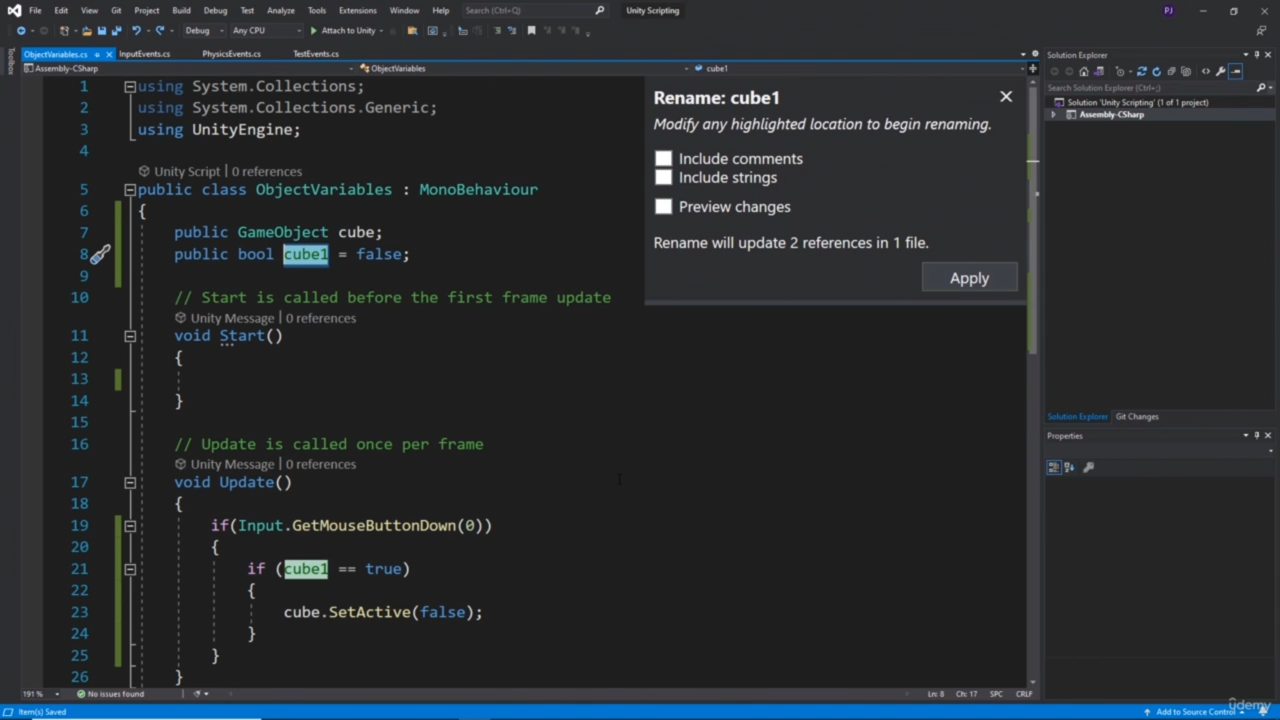 File Edit View Git Project Build Debug Test Analyze Tools Extensions Window Help Search (Ctrl+Q) Unity Scripting PJ
Debug Any CPU Attach to Unity
ObjectVariables.cs InputEvents.cs PhysicsEvents.cs TestEvents.cs
Assembly-CSharp ObjectVariables cube1
Toolbox
1 using System.Collections;
2 using System.Collections.Generic;
3 using UnityEngine;
4
Unity Script | 0 references
5 public class ObjectVariables : MonoBehaviour
6 {
7 public GameObject cube;
8 public bool cube1 = false;
9
10 // Start is called before the first frame update
Unity Message | 0 references
11 void Start()
12 {
13
14 }
15
16 // Update is called once per frame
Unity Message | 0 references
17 void Update()
18 {
19 if(Input.GetMouseButtonDown(0))
20 {
21 if (cube1 == true)
22 {
23 cube.SetActive(false);
24 }
25 }
26 }
Rename: cube1
Modify any highlighted location to begin renaming.
Include comments
Include strings
Preview changes
Rename will update 2 references in 1 file.
Apply
Solution Explorer
Search Solution Explorer (Ctrl+;)
Solution 'Unity Scripting' (1 of 1 project)
Assembly-CSharp
Solution Explorer Git Changes
Properties
191 % No issues found Ln: 8 Ch: 17 SPC CRLF
Item(s) Saved Add to Source Control
ûdemy